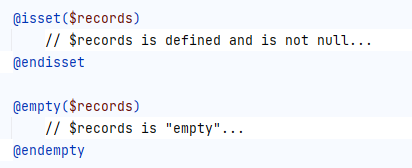 @isset($records)
    // $records is defined and is not null...
@endisset

@empty($records)
    // $records is "empty"...
@endempty